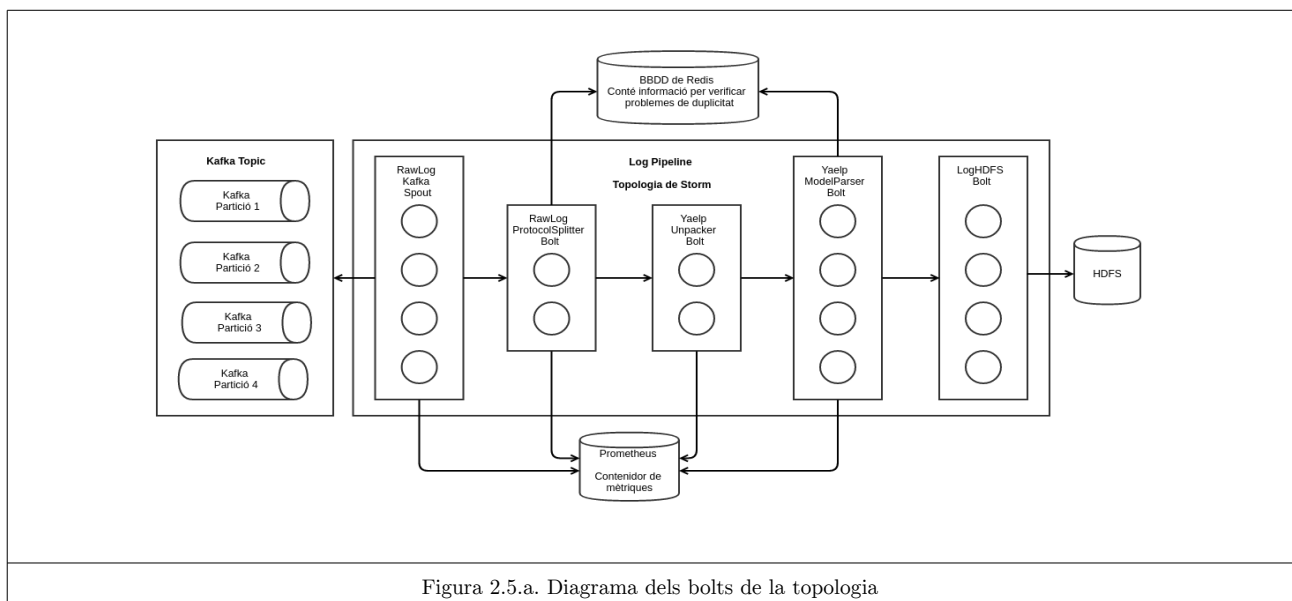 BBDD de Redis
Conté informació per verificar
problemes de duplicitat
Kafka Topic
Kafka
Partició 1
Kafka
Partició 2
Kafka
Partició 3
Kafka
Partició 4
Log Pipeline
Topologia de Storm
RawLog
Kafka
Spout
RawLog
ProtocolSplitter
Bolt
Yaelp
Unpacker
Bolt
Yaelp
ModelParser
Bolt
LogHDFS
Bolt
HDFS
Prometheus
Contenidor de
mètriques
Figura 2.5.a. Diagrama dels bolts de la topologia